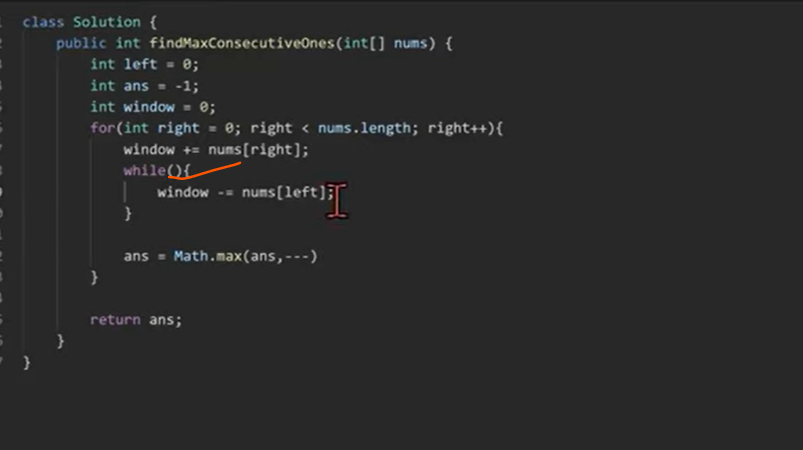 class Solution {
public int findMaxConsecutiveOnes(int[] nums) {
int left = 0;
int ans = -1;
int window = 0;
for(int right = 0; right < nums.length; right++){
window += nums[right];
while(){
window -= nums[left];
}
ans = Math.max(ans,---)
}
return ans;
}
}